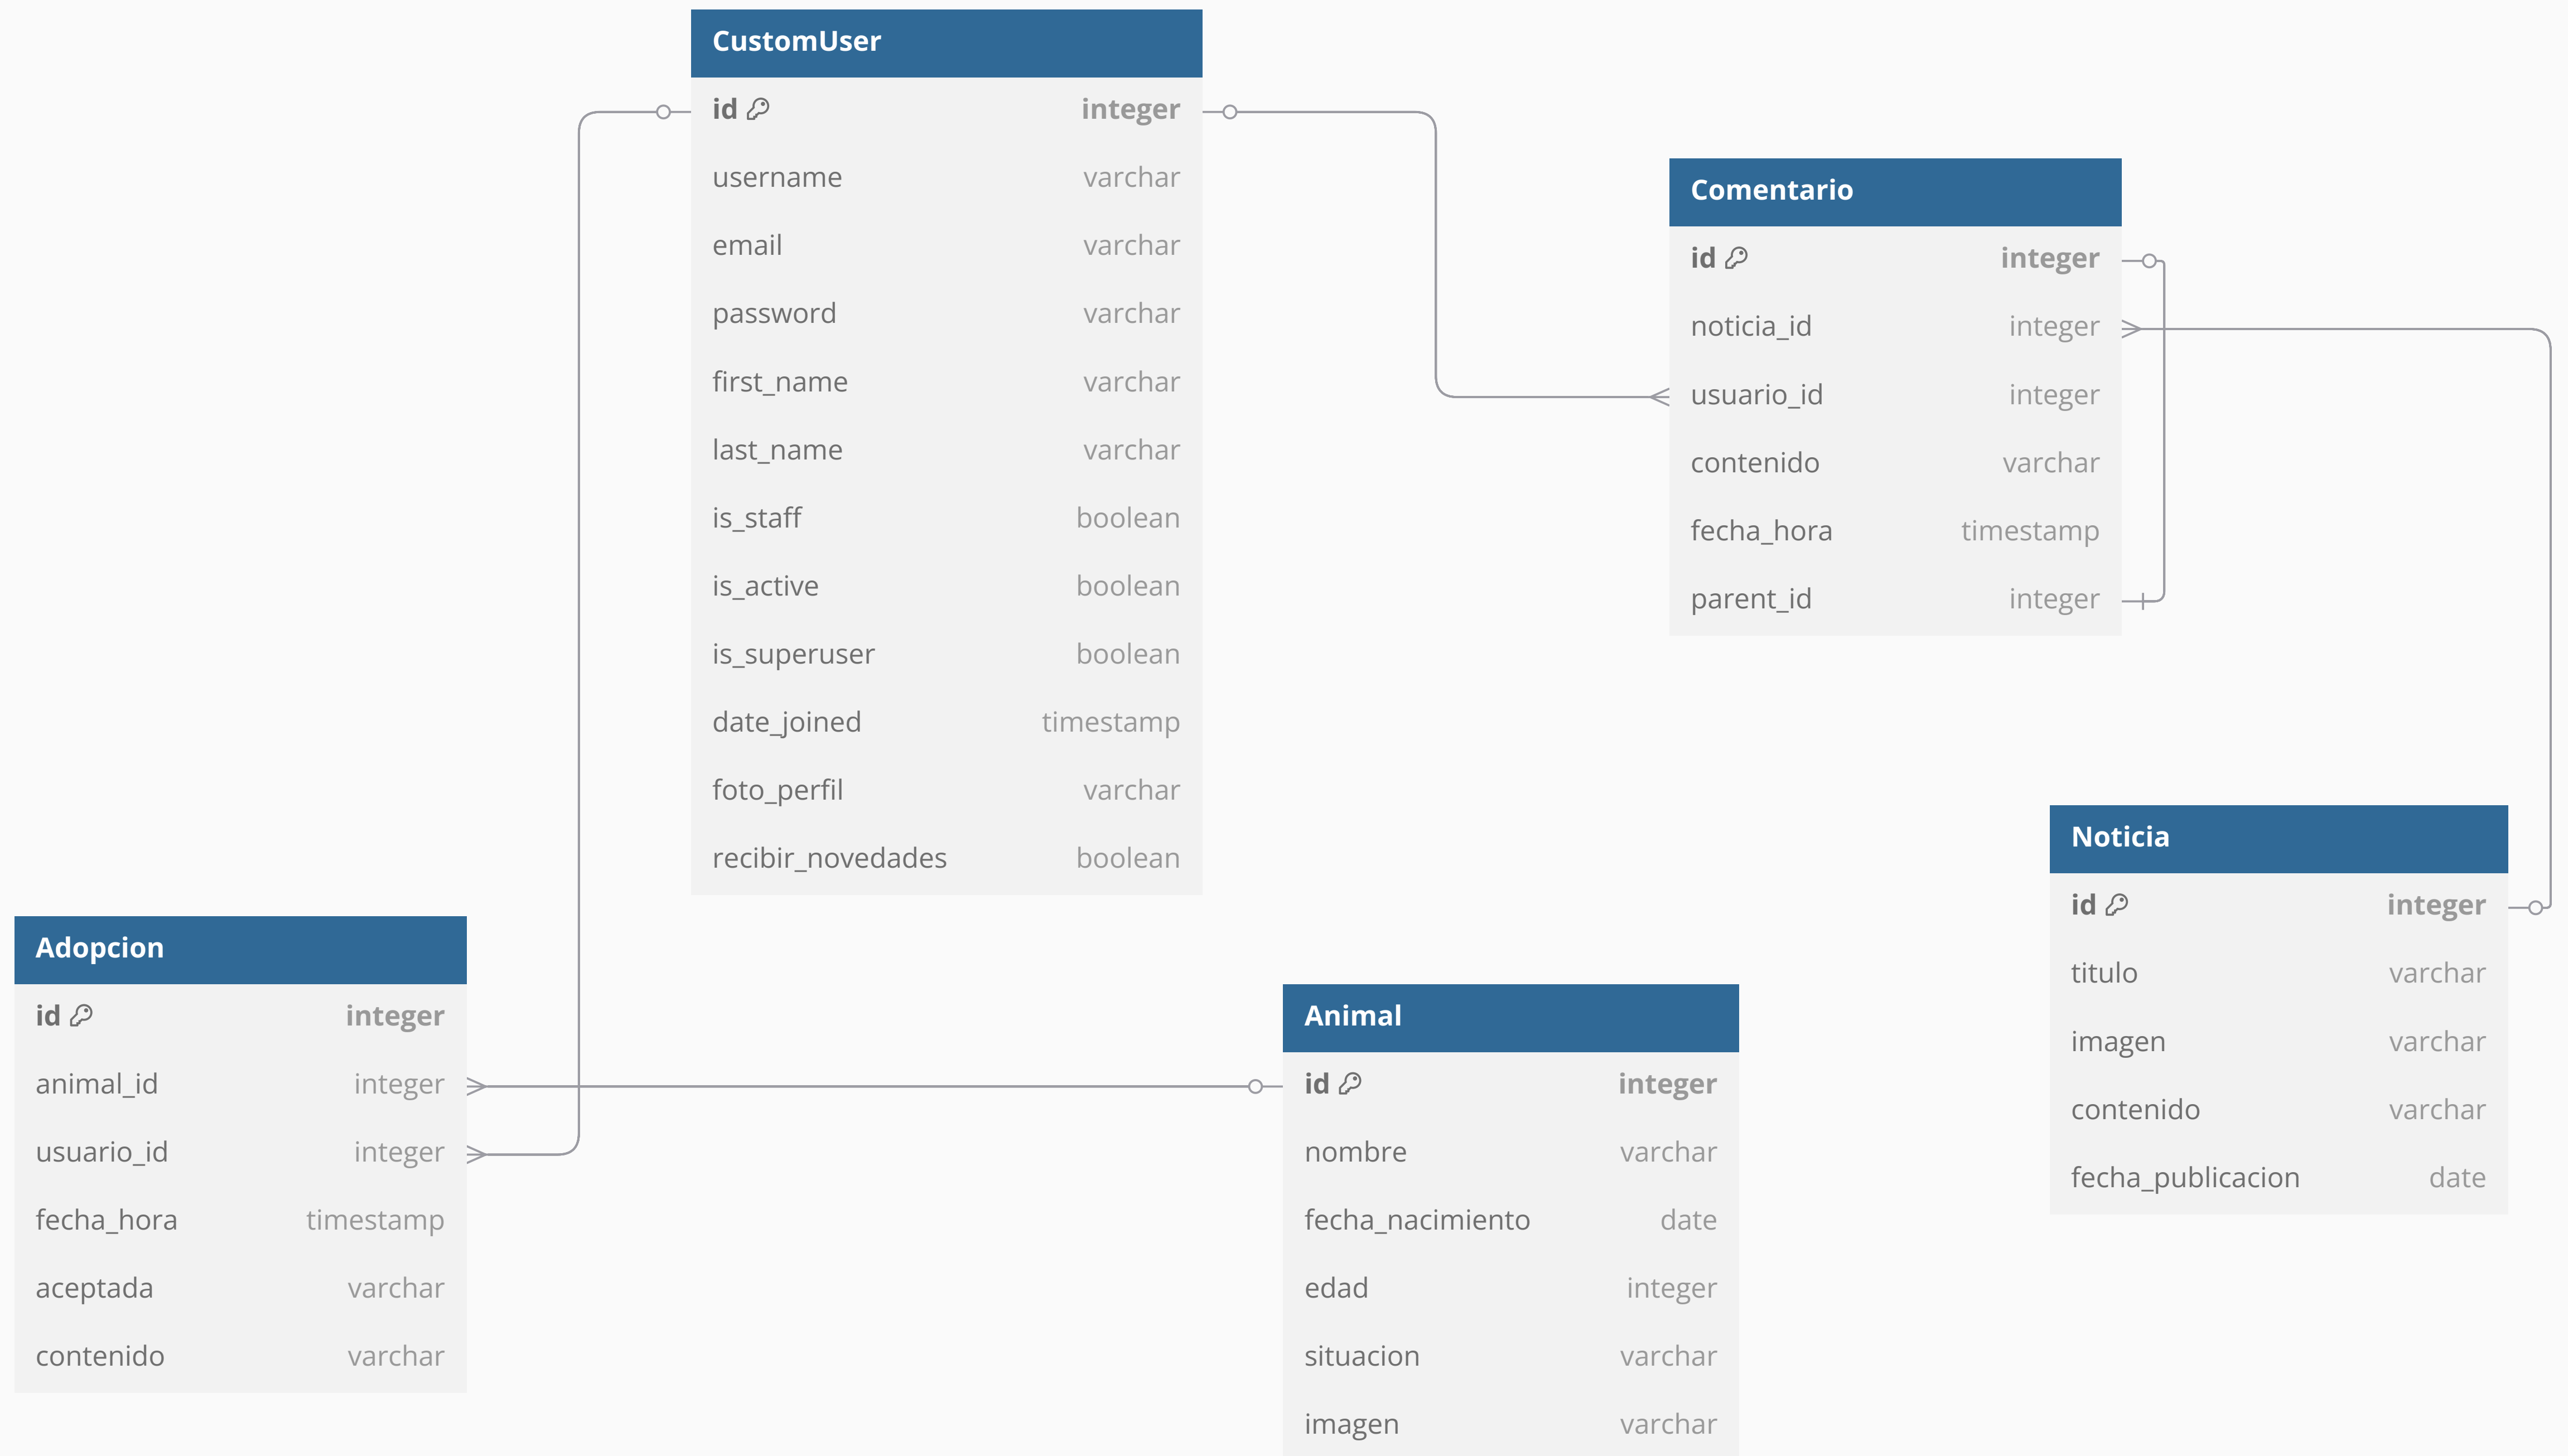 CustomUser
id integer
username varchar
email varchar
password varchar
first_name varchar
last_name varchar
is_staff boolean
is_active boolean
is_superuser boolean
date_joined timestamp
foto_perfil varchar
recibir_novedades boolean
Comentario
id integer
noticia_id integer
usuario_id integer
contenido varchar
fecha_hora timestamp
parent_id integer
Noticia
id integer
titulo varchar
imagen varchar
contenido varchar
fecha_publicacion date
Adopcion
id integer
animal_id integer
usuario_id integer
fecha_hora timestamp
aceptada varchar
contenido varchar
Animal
id integer
nombre varchar
fecha_nacimiento date
edad integer
situacion varchar
imagen varchar